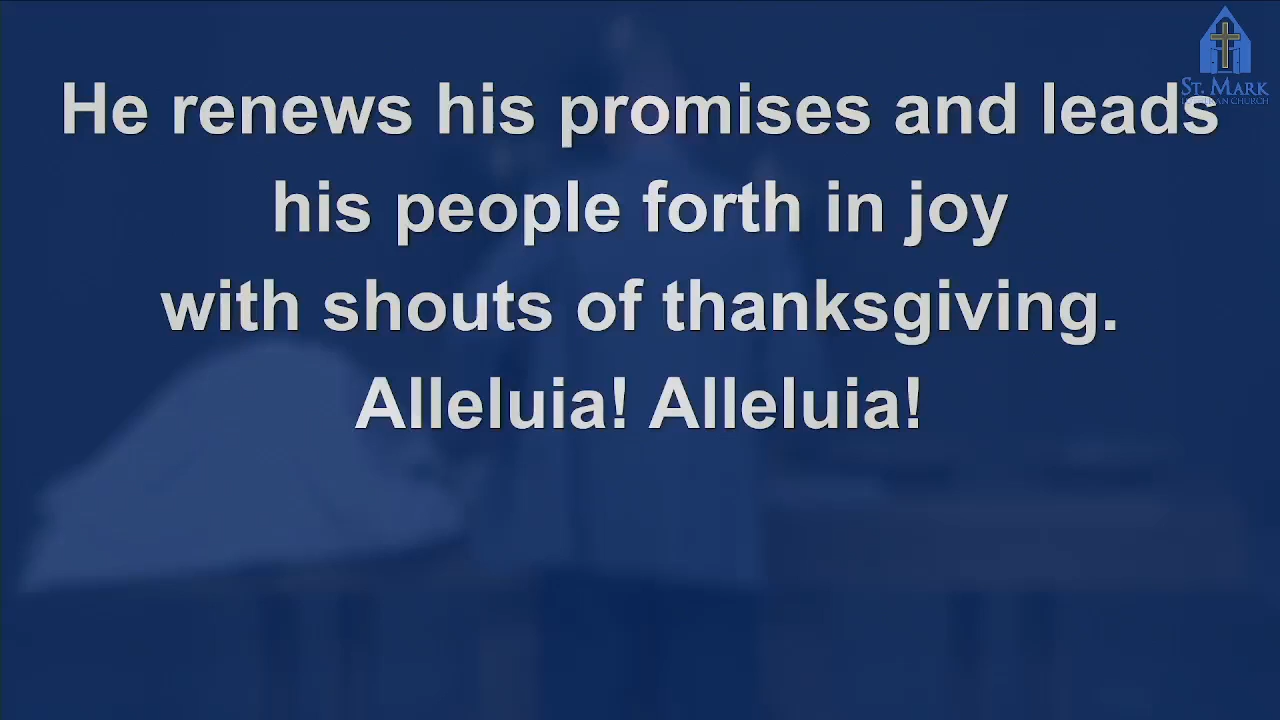 He renews his promises and leads
his people forth in joy
with shouts of thanksgiving.
Alleluia! Alleluia!
ST. MARK
CHURCH